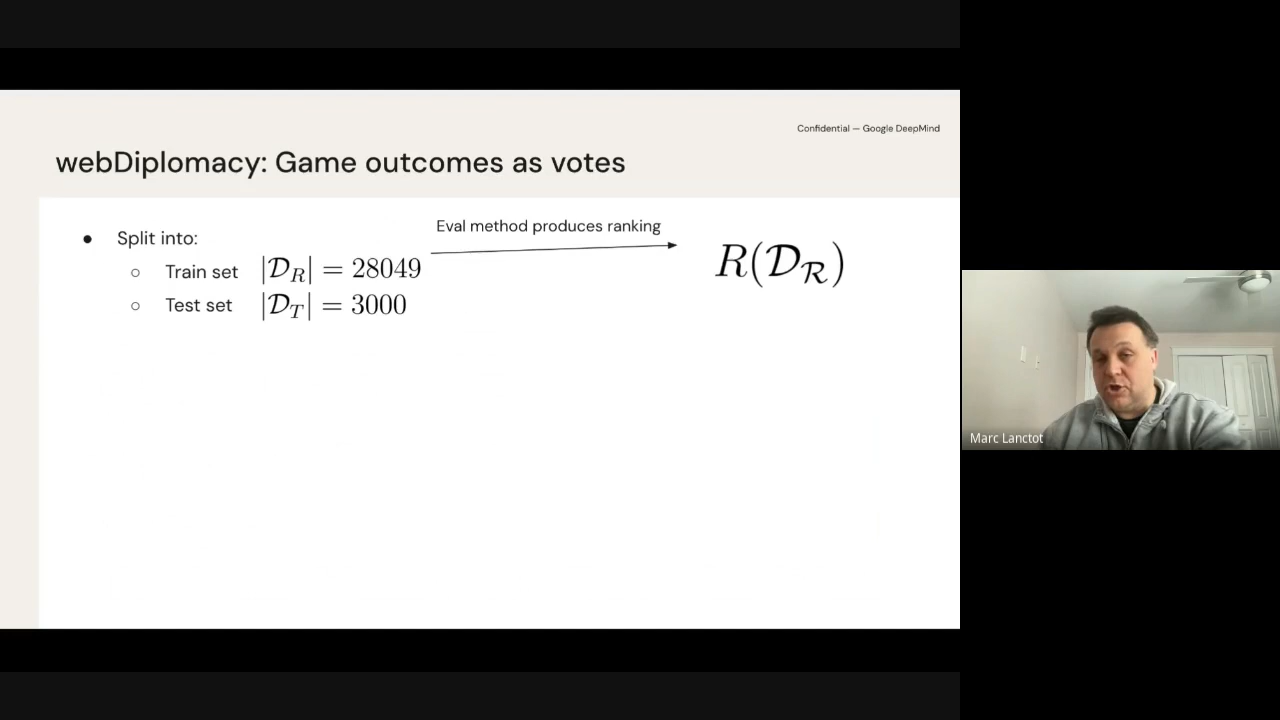 Confidential — Google DeepMind
webDiplomacy: Game outcomes as votes
● Split into:
Eval method produces ranking
○ Train set |𝒟_R| = 28049
R(𝒟_ℛ)
○ Test set |𝒟_T| = 3000
Marc Lanctot